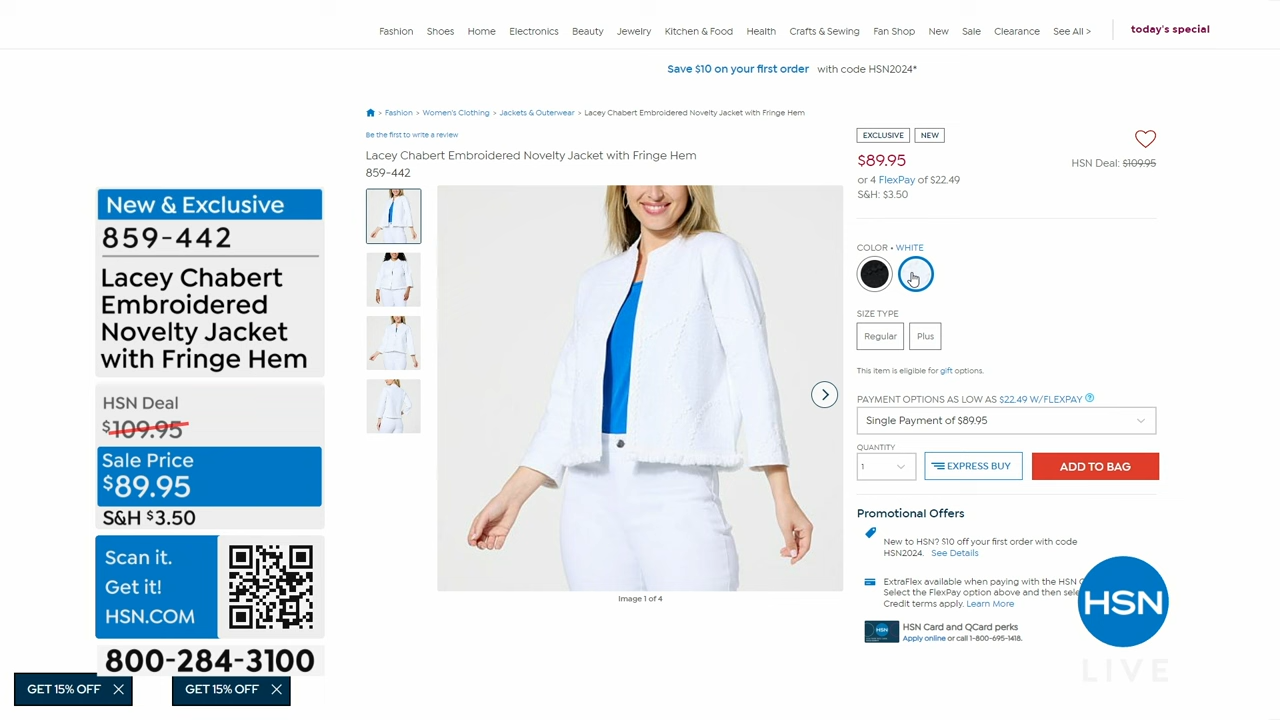 Fashion Shoes Home Electronics Beauty Jewelry Kitchen & Food Health Crafts & Sewing Fan Shop New Sale Clearance See All > today's special
Save $10 on your first order with code HSN2024*
> Fashion > Women's Clothing > Jackets & Outerwear > Lacey Chabert Embroidered Novelty Jacket with Fringe Hem
Be the first to write a review
Lacey Chabert Embroidered Novelty Jacket with Fringe Hem
859-442
EXCLUSIVE NEW
$89.95
HSN Deal: $109.95
or 4 FlexPay of $22.49
S&H: $3.50
COLOR • WHITE
SIZE TYPE
Regular Plus
This item is eligible for gift options.
PAYMENT OPTIONS AS LOW AS $22.49 W/FLEXPAY ?
Single Payment of $89.95
QUANTITY
1 EXPRESS BUY ADD TO BAG
Promotional Offers
New to HSN? $10 off your first order with code
HSN2024. See Details
ExtraFlex available when paying with the HSN
Select the FlexPay option above and then
Credit terms apply. Learn More
HSN
HSN Card and QCard perks
Apply online or call 1-800-695-1418.
Image 1 of 4
New & Exclusive
859-442
Lacey Chabert
Embroidered
Novelty Jacket
with Fringe Hem
HSN Deal
$109.95
Sale Price
$89.95
S&H $3.50
Scan it.
Get it!
HSN.COM
800-284-3100
GET 15% OFF GET 15% OFF
HSN
LIVE